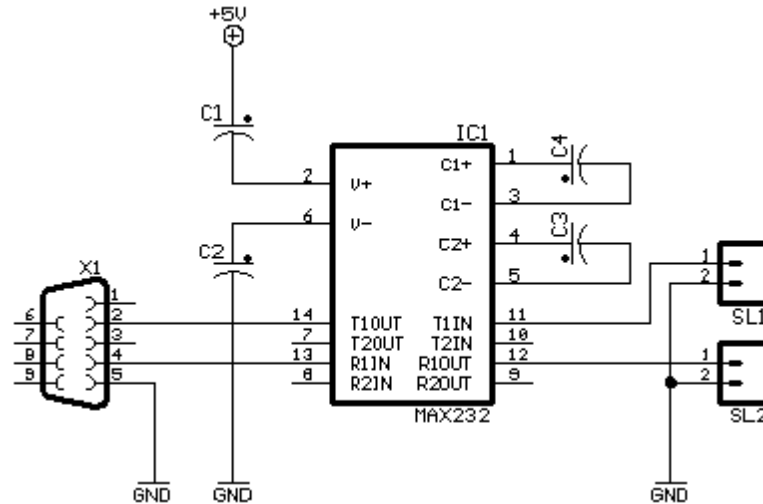 +5V
C1
IC1
C4
2
V+
C1+
1
C1-
3
6
V-
C2+
4
C3
C2
C2-
5
X1
1
2
SL1
6
1
2
14
T1OUT
T1IN
11
7
3
7
T2OUT
T2IN
10
8
4
13
R1IN
R1OUT
12
1
9
5
8
R2IN
R2OUT
9
2
MAX232
SL2
GND
GND
GND